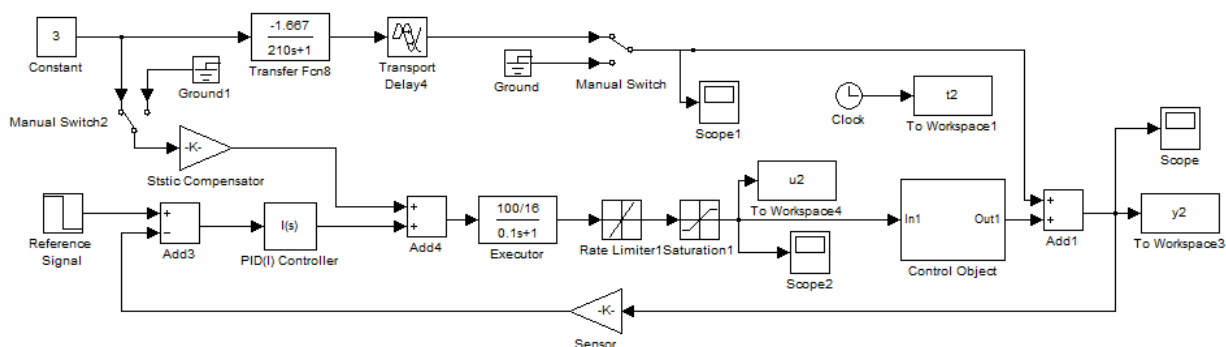 3
Constant
-1.667
210s+1
Transfer Fcn8
Transport
Delay4
Ground1
Ground
Manual Switch
Manual Switch2
Scope1
Clock
t2
To Workspace1
Scope
-K-
Ststic Compensator
Reference
Signal
+
−
Add3
I(s)
PID(I) Controller
+
+
Add4
100/16
0.1s+1
Executor
Rate Limiter1
Saturation1
u2
To Workspace4
Scope2
In1
Out1
Control Object
+
+
Add1
y2
To Workspace3
-K-
Sensor